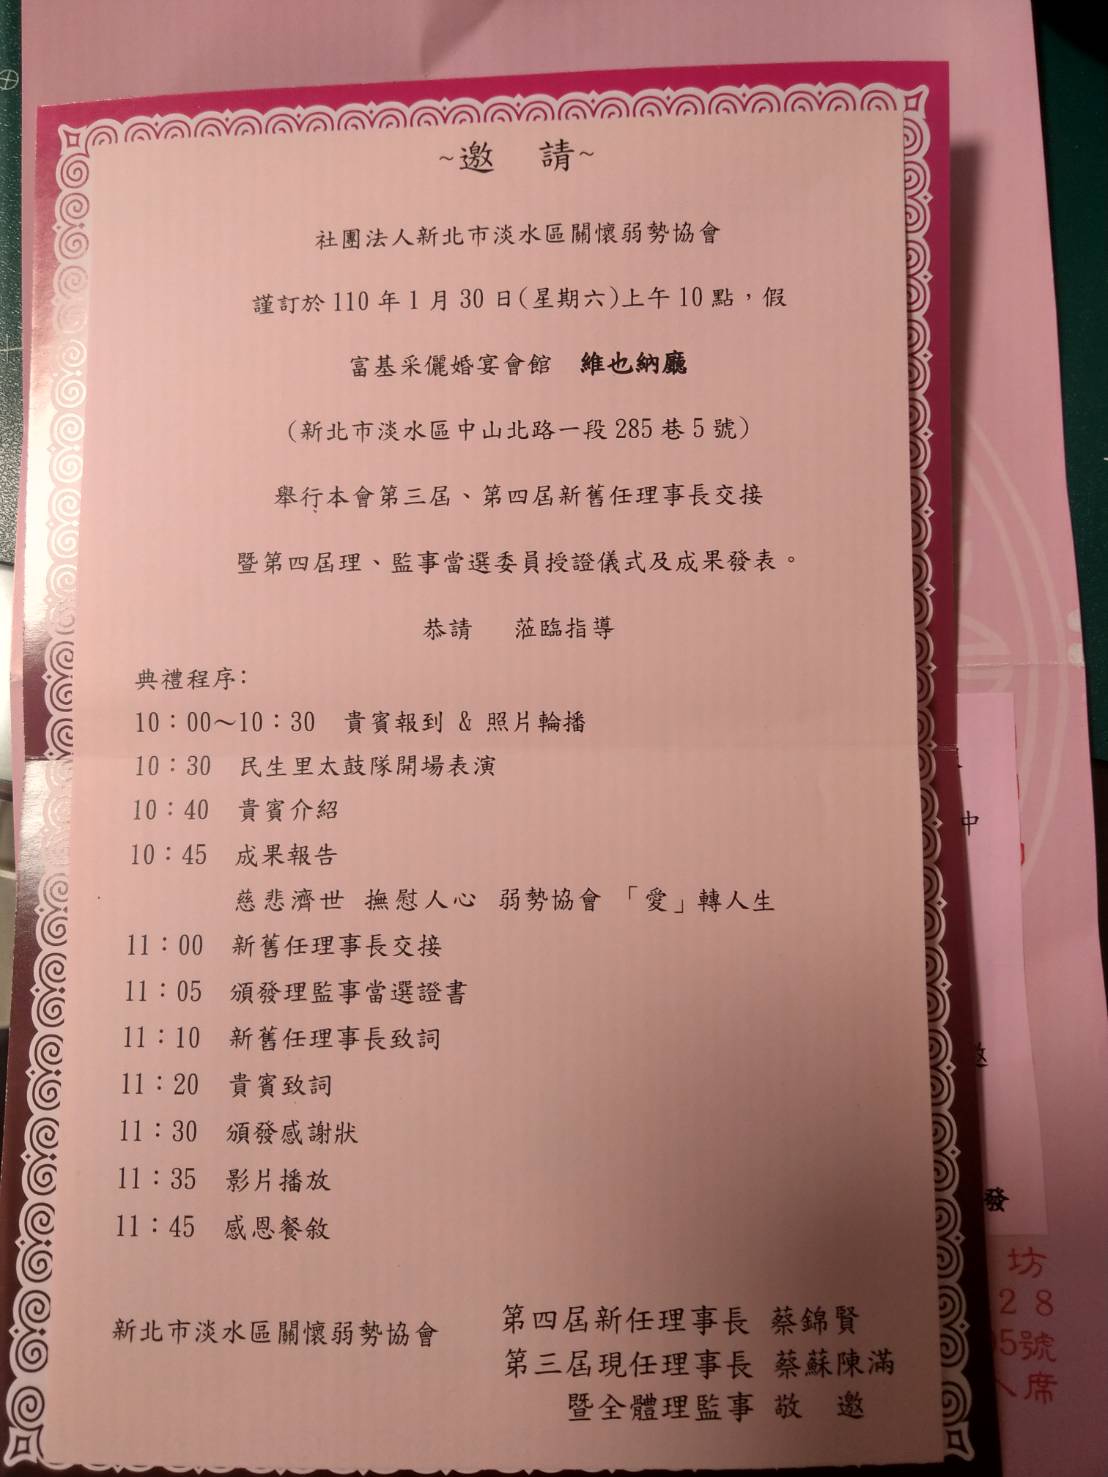 ~邀 請~
社團法人新北市淡水區關懷弱勢協會
謹訂於 110 年 1 月 30 日(星期六)上午 10 點，假
富基采儷婚宴會館 維也納廳
(新北市淡水區中山北路一段 285 巷 5 號)
舉行本會第三屆、第四屆新舊任理事長交接
暨第四屆理、監事當選委員授證儀式及成果發表。
恭請 蒞臨指導
典禮程序:
10：00～10：30 貴賓報到 & 照片輪播
10：30 民生里太鼓隊開場表演
10：40 貴賓介紹
10：45 成果報告
慈悲濟世 撫慰人心 弱勢協會 「愛」轉人生
11：00 新舊任理事長交接
11：05 頒發理監事當選證書
11：10 新舊任理事長致詞
11：20 貴賓致詞
11：30 頒發感謝狀
11：35 影片播放
11：45 感恩餐敘
新北市淡水區關懷弱勢協會
第四屆新任理事長 蔡錦賢
第三屆現任理事長 蔡蘇陳滿
暨全體理監事 敬 邀
中
發
坊
28
5號
席